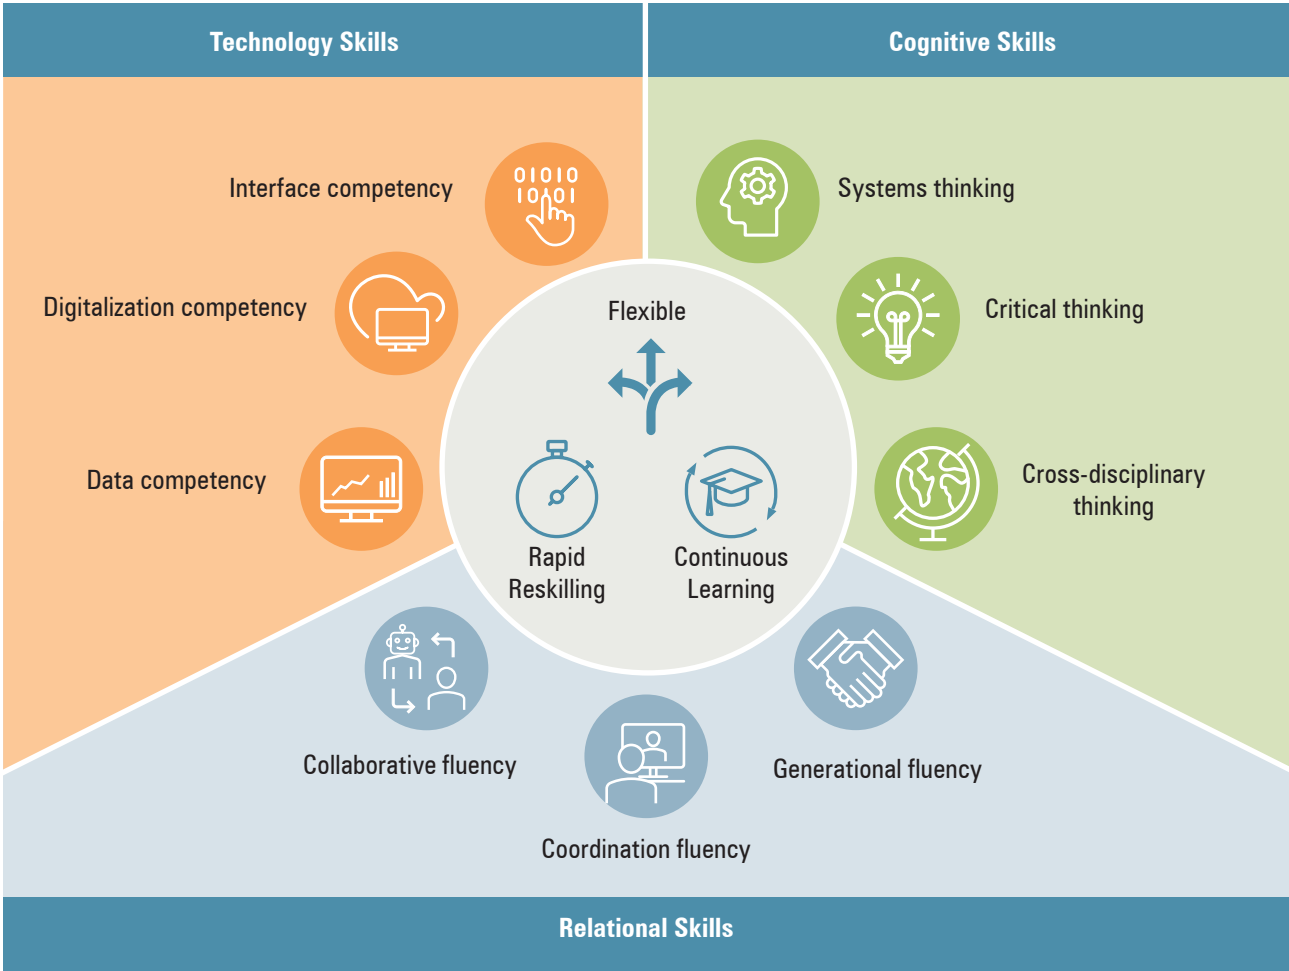 Technology Skills
Cognitive Skills
Interface competency
01010
10101
Systems thinking
Digitalization competency
Flexible
Critical thinking
Data competency
Cross-disciplinary
thinking
Rapid
Reskilling
Continuous
Learning
Collaborative fluency
Generational fluency
Coordination fluency
Relational Skills